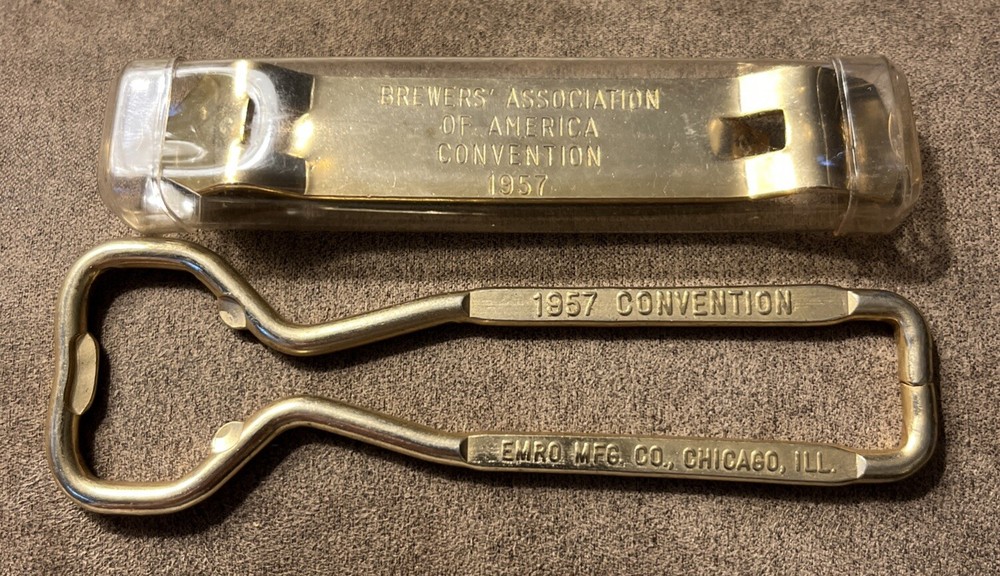 BREWERS' ASSOCIATION
OF AMERICA
CONVENTION
1957
1957 CONVENTION
EMRO MFG. CO., CHICAGO, ILL.